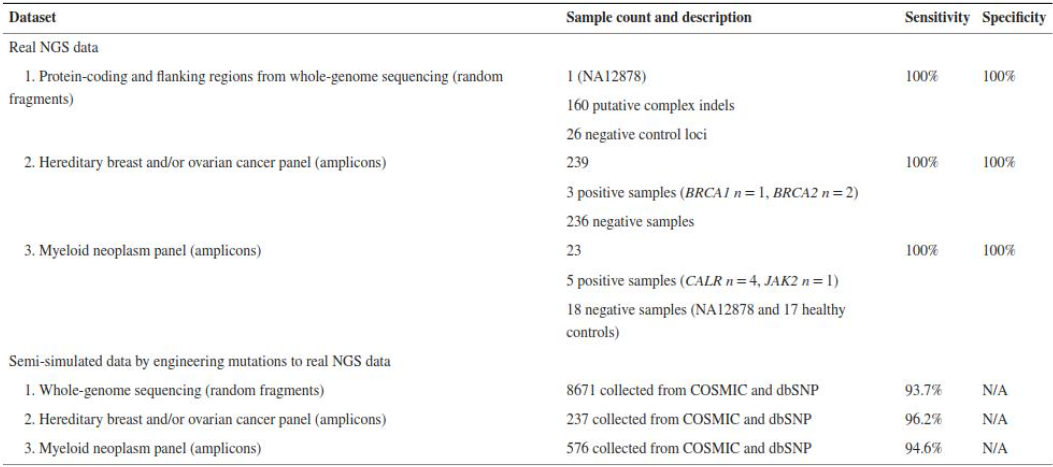 Dataset Sample count and description Sensitivity Specificity
Real NGS data
1. Protein-coding and flanking regions from whole-genome sequencing (random 1 (NA12878) 100% 100%
fragments)
160 putative complex indels
26 negative control loci
2. Hereditary breast and/or ovarian cancer panel (amplicons) 239 100% 100%
3 positive samples (BRCA1 n = 1, BRCA2 n = 2)
236 negative samples
3. Myeloid neoplasm panel (amplicons) 23 100% 100%
5 positive samples (CALR n = 4, JAK2 n = 1)
18 negative samples (NA12878 and 17 healthy
controls)
Semi-simulated data by engineering mutations to real NGS data
1. Whole-genome sequencing (random fragments) 8671 collected from COSMIC and dbSNP 93.7% N/A
2. Hereditary breast and/or ovarian cancer panel (amplicons) 237 collected from COSMIC and dbSNP 96.2% N/A
3. Myeloid neoplasm panel (amplicons) 576 collected from COSMIC and dbSNP 94.6% N/A